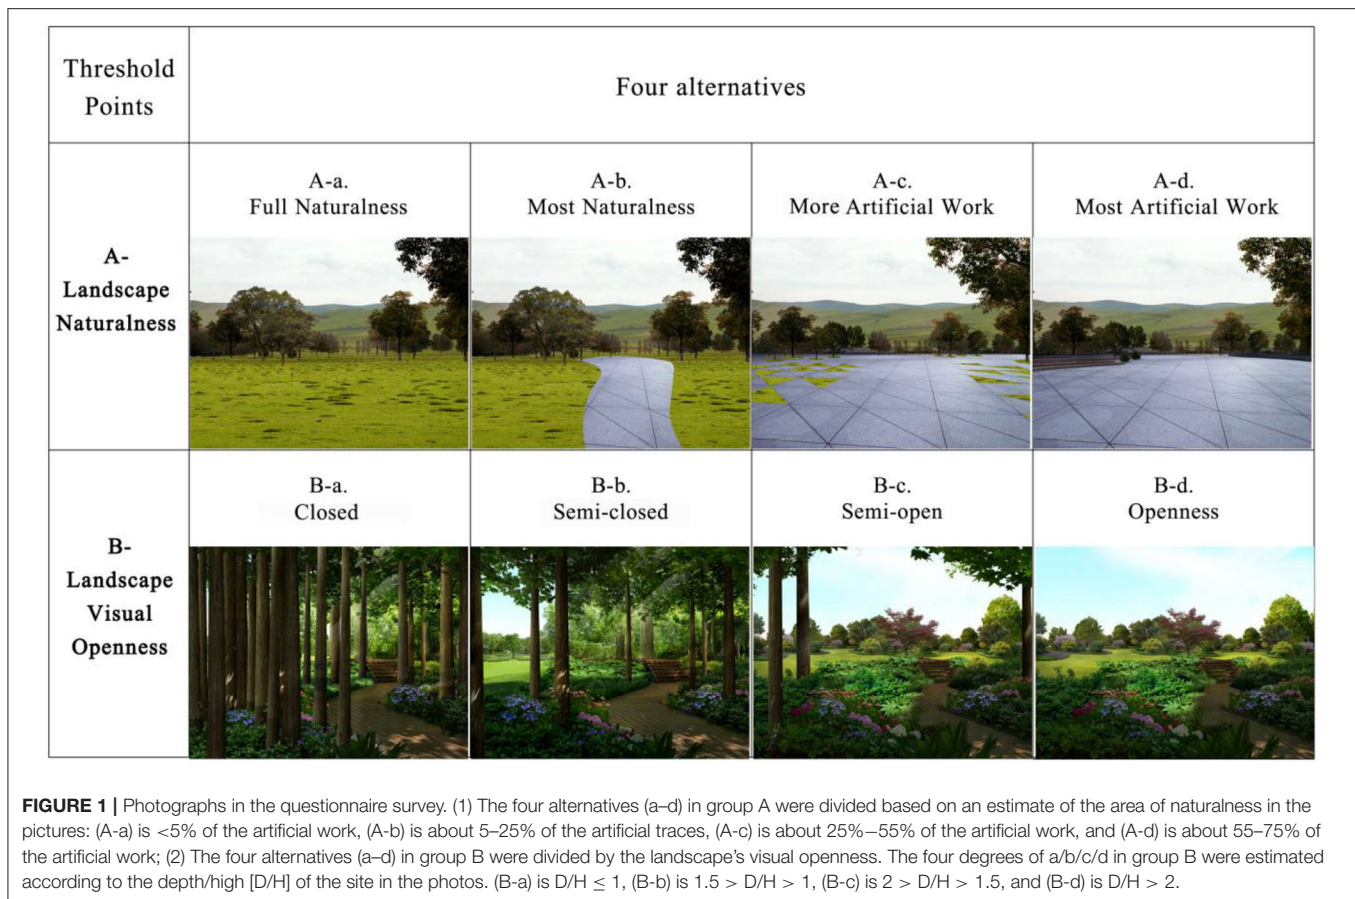 Threshold
Points
Four alternatives
A-
Landscape
Naturalness
A-a.
Full Naturalness
A-b.
Most Naturalness
A-c.
More Artificial Work
A-d.
Most Artificial Work
B-
Landscape
Visual
Openness
B-a.
Closed
B-b.
Semi-closed
B-c.
Semi-open
B-d.
Openness
FIGURE 1 | Photographs in the questionnaire survey. (1) The four alternatives (a–d) in group A were divided based on an estimate of the area of naturalness in the
pictures: (A-a) is <5% of the artificial work, (A-b) is about 5–25% of the artificial traces, (A-c) is about 25%–55% of the artificial work, and (A-d) is about 55–75% of
the artificial work; (2) The four alternatives (a–d) in group B were divided by the landscape's visual openness. The four degrees of a/b/c/d in group B were estimated
according to the depth/high [D/H] of the site in the photos. (B-a) is D/H ≤ 1, (B-b) is 1.5 > D/H > 1, (B-c) is 2 > D/H > 1.5, and (B-d) is D/H > 2.